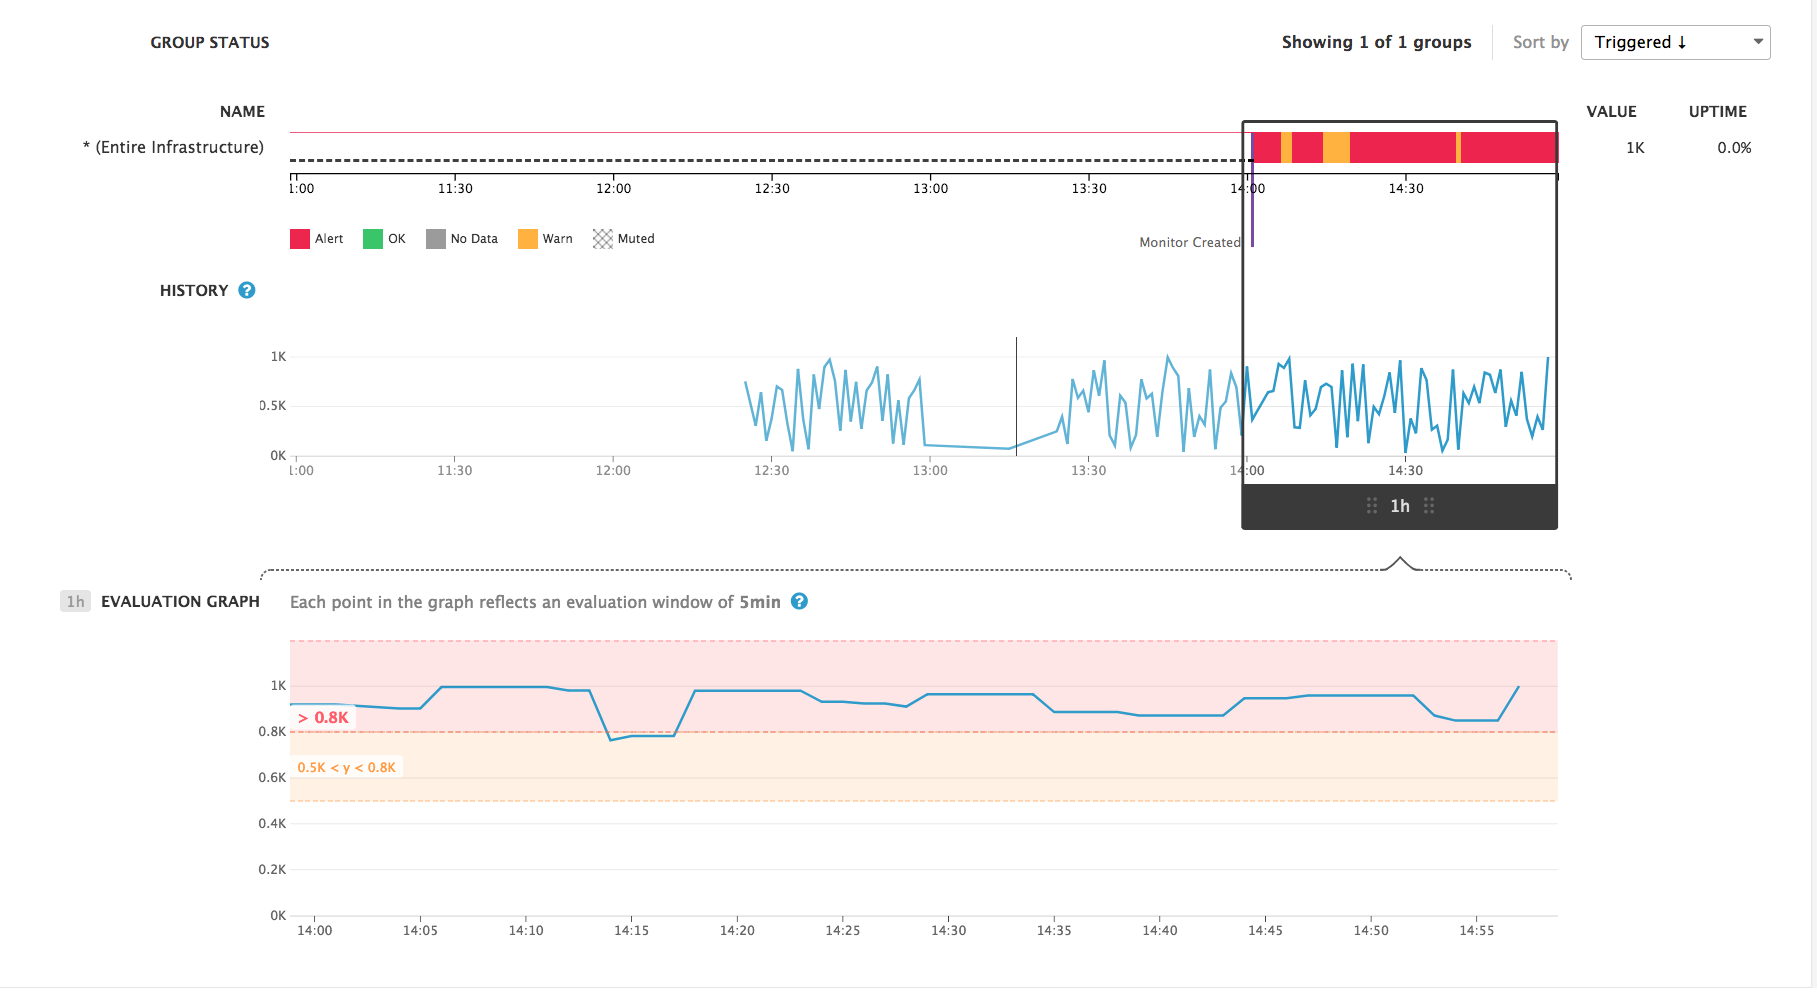 GROUP STATUS
Showing 1 of 1 groups
Sort by
Triggered ↓
NAME
VALUE
UPTIME
* (Entire Infrastructure)
1K
0.0%
1:00 11:30 12:00 12:30 13:00 13:30 14:00 14:30
Alert OK No Data Warn Muted
Monitor Created
HISTORY ?
1K
0.5K
0K
1:00 11:30 12:00 12:30 13:00 13:30 14:00 14:30
1h
1h EVALUATION GRAPH Each point in the graph reflects an evaluation window of 5min ?
1K
> 0.8K
0.8K
0.5K < y < 0.8K
0.6K
0.4K
0.2K
0K
14:00 14:05 14:10 14:15 14:20 14:25 14:30 14:35 14:40 14:45 14:50 14:55